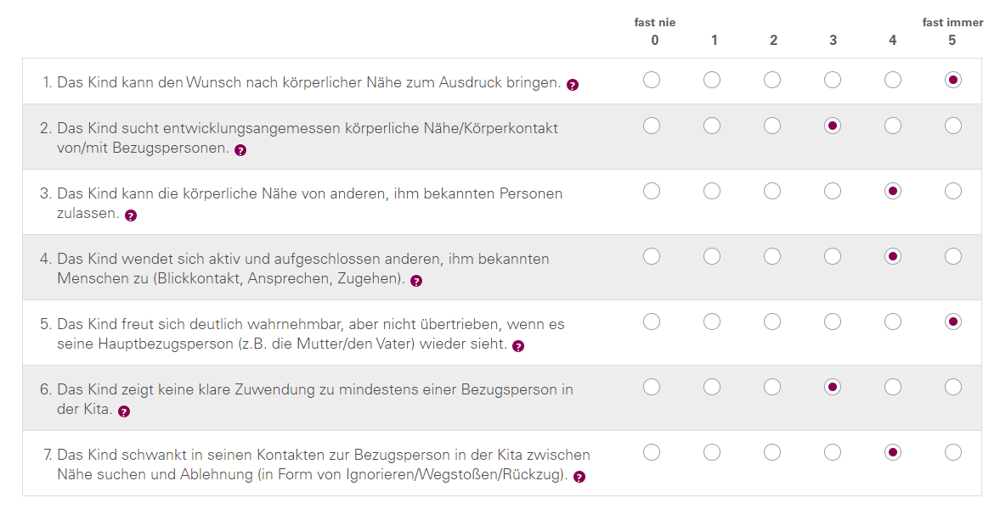 fast nie fast immer
0 1 2 3 4 5
1. Das Kind kann den Wunsch nach körperlicher Nähe zum Ausdruck bringen. ?
2. Das Kind sucht entwicklungsangemessen körperliche Nähe/Körperkontakt
von/mit Bezugspersonen. ?
3. Das Kind kann die körperliche Nähe von anderen, ihm bekannten Personen
zulassen. ?
4. Das Kind wendet sich aktiv und aufgeschlossen anderen, ihm bekannten
Menschen zu (Blickkontakt, Ansprechen, Zugehen). ?
5. Das Kind freut sich deutlich wahrnehmbar, aber nicht übertrieben, wenn es
seine Hauptbezugsperson (z.B. die Mutter/den Vater) wieder sieht. ?
6. Das Kind zeigt keine klare Zuwendung zu mindestens einer Bezugsperson in
der Kita. ?
7. Das Kind schwankt in seinen Kontakten zur Bezugsperson in der Kita zwischen
Nähe suchen und Ablehnung (in Form von Ignorieren/Wegstoßen/Rückzug). ?